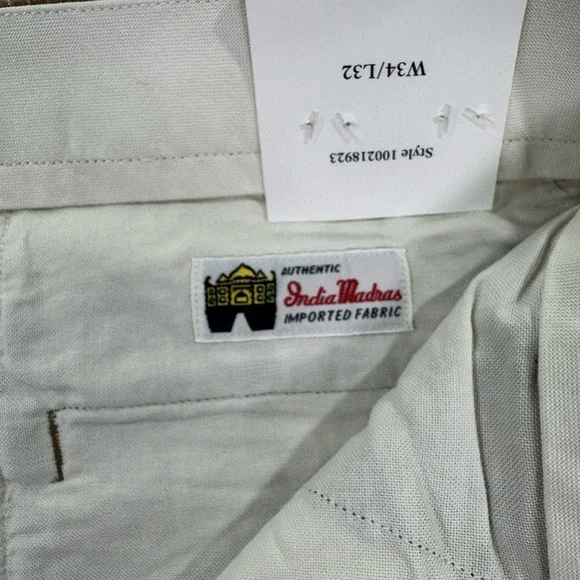 W34/L32
Style 100218923
AUTHENTIC
India Madras
IMPORTED FABRIC